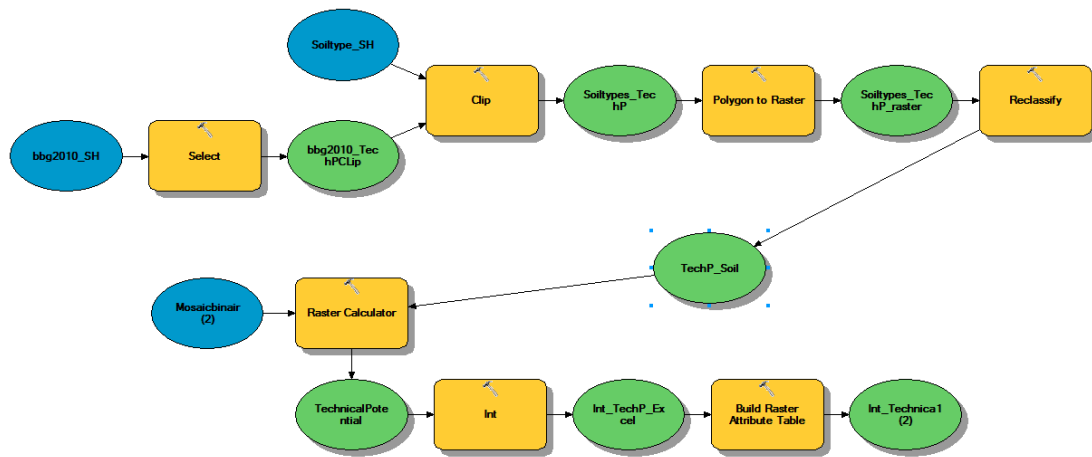 Soiltype_SH
Clip
Soiltypes_Tec
hP
Polygon to Raster
Soiltypes_Tec
hP_raster
Reclassify
bbg2010_SH
Select
bbg2010_Tec
hPCLip
TechP_Soil
Mosaicbinair
(2)
Raster Calculator
TechnicalPote
ntial
Int
Int_TechP_Ex
cel
Build Raster
Attribute Table
Int_Technica1
(2)